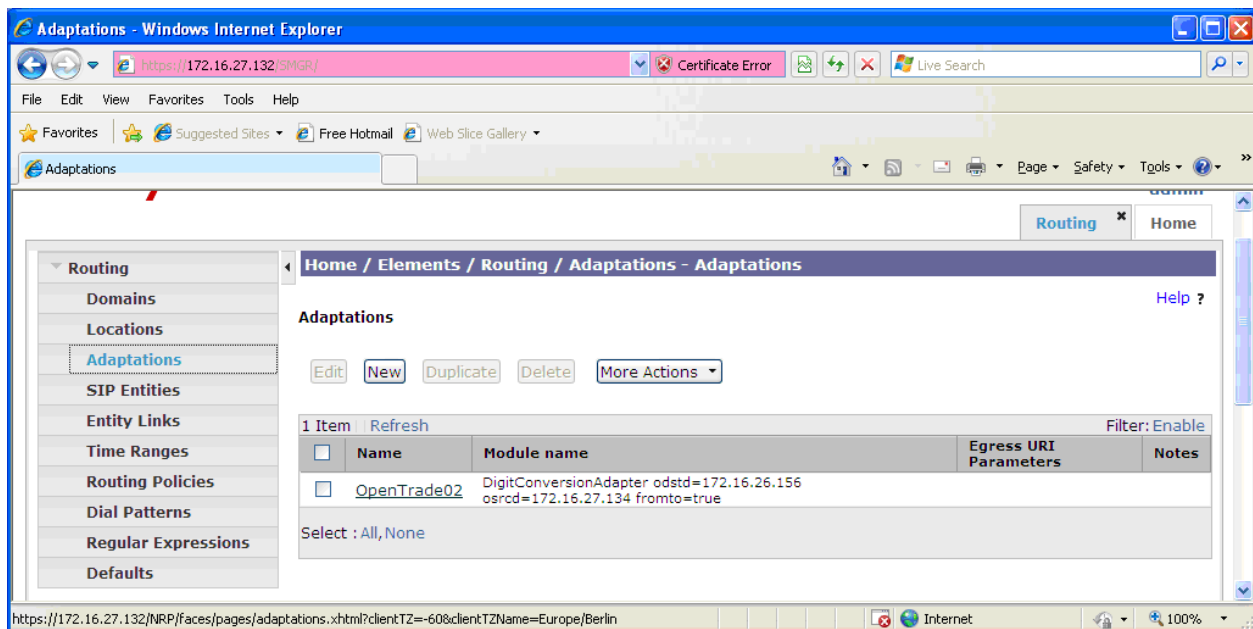 Adaptations - Windows Internet Explorer
https://172.16.27.132/SMGR/ Certificate Error Live Search
File Edit View Favorites Tools Help
Favorites Suggested Sites Free Hotmail Web Slice Gallery
Adaptations Page Safety Tools »
Routing × Home
Routing Home / Elements / Routing / Adaptations - Adaptations
Domains Help ?
Adaptations
Locations
Adaptations Edit New Duplicate Delete More Actions
SIP Entities
Entity Links 1 Item Refresh Filter: Enable
Time Ranges Name Module name Egress URI Parameters Notes
Routing Policies OpenTrade02 DigitConversionAdapter odstd=172.16.26.156
osrcd=172.16.27.134 fromto=true
Dial Patterns
Regular Expressions Select : All, None
Defaults
https://172.16.27.132/NRP/faces/pages/adaptations.xhtml?clientTZ=-60&clientTZName=Europe/Berlin Internet 100%